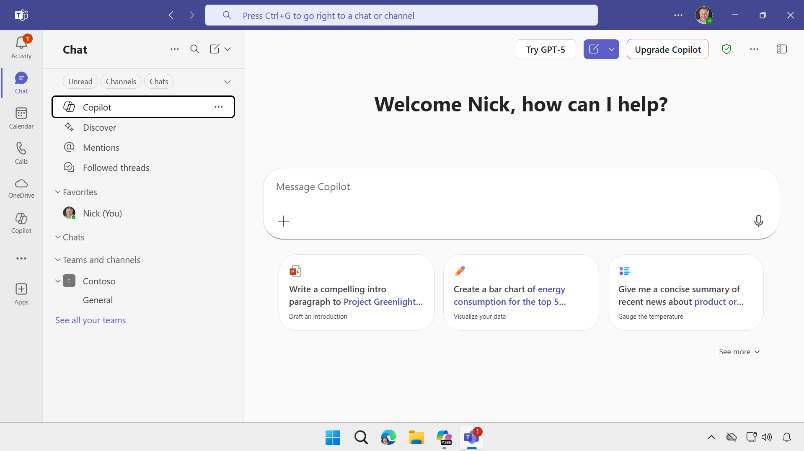 Press Ctrl+G to go right to a chart or channel
1
Activity
Chat
Calendar
Calls
OneDrive
Copilot
Apps
Chat
Unread
Channels
Chats
Copilot
Discover
Mentions
Followed threads
Favorites
Nick (You)
Chats
Teams and channels
Contoso
General
See all your teams
Try GPT-5
Upgrade Copilot
Welcome Nick, how can I help?
Message Copilot
Write a compelling intro
paragraph to Project Greenlight...
Draft an introduction
Create a bar chart of energy
consumption for the top 5...
Visualize your data
Give me a concise summary of
recent news about product or...
Gauge the temperature
See more
1